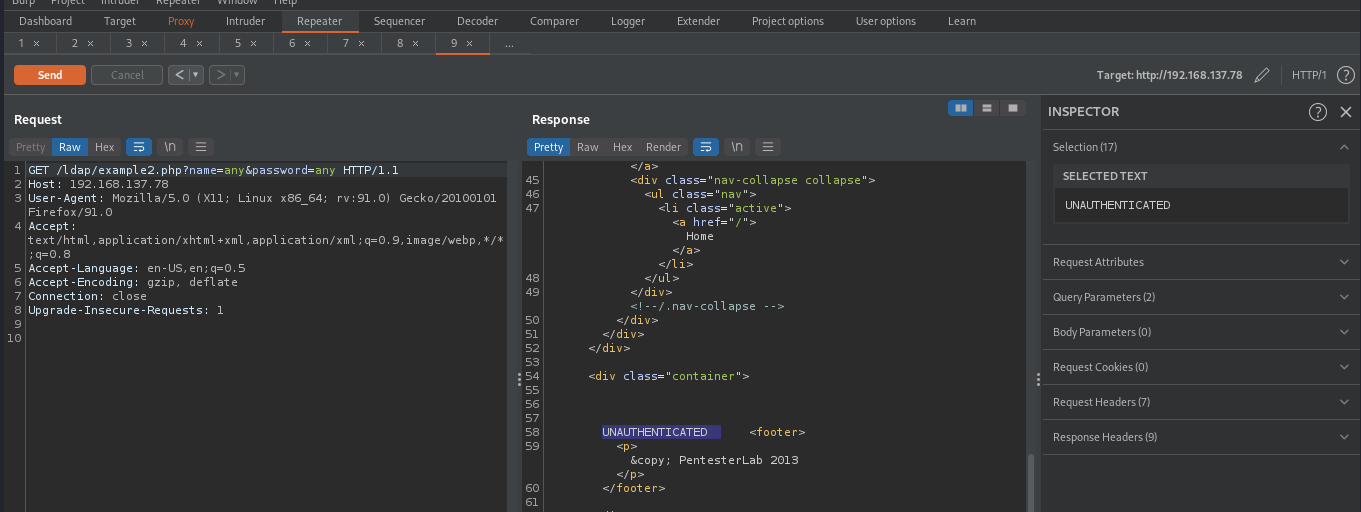 Burp Project Intruder Repeater Window Help
Dashboard Target Proxy Intruder Repeater Sequencer Decoder Comparer Logger Extender Project options User options Learn
1 × 2 × 3 × 4 × 5 × 6 × 7 × 8 × 9 × ...
Send Cancel < > Target: http://192.168.137.78 HTTP/1 ?
Request
Pretty Raw Hex \n
1 GET /ldap/example2.php?name=any&password=any HTTP/1.1
2 Host: 192.168.137.78
3 User-Agent: Mozilla/5.0 (X11; Linux x86_64; rv:91.0) Gecko/20100101
Firefox/91.0
4 Accept:
text/html,application/xhtml+xml,application/xml;q=0.9,image/webp,*/*
;q=0.8
5 Accept-Language: en-US,en;q=0.5
6 Accept-Encoding: gzip, deflate
7 Connection: close
8 Upgrade-Insecure-Requests: 1
9
10
Response
Pretty Raw Hex Render \n
</a>
45 <div class="nav-collapse collapse">
46 <ul class="nav">
47 <li class="active">
<a href="/">
Home
</a>
</li>
48 </ul>
49 </div>
<!--/.nav-collapse -->
50 </div>
51 </div>
52 </div>
53
54 <div class="container">
55
56
57
58 UNAUTHENTICATED <footer>
59 <p>
&copy; PentesterLab 2013
</p>
60 </footer>
61
INSPECTOR ? ×
Selection (17)
SELECTED TEXT
UNAUTHENTICATED
Request Attributes
Query Parameters (2)
Body Parameters (0)
Request Cookies (0)
Request Headers (7)
Response Headers (9)